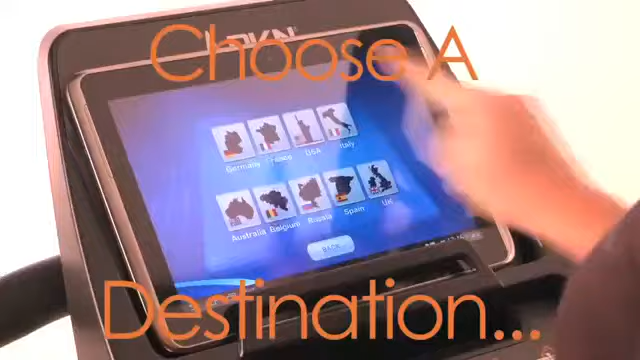 Choose A
Germany France USA Italy
Australia Belgium Russia Spain UK
BACK
Destination...